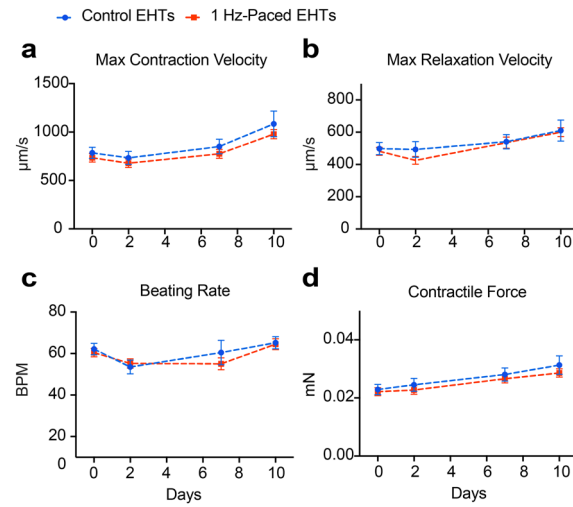 Control EHTs 1 Hz-Paced EHTs
a Max Contraction Velocity
1500
1000
500
0
µm/s
0 2 4 6 8 10
b Max Relaxation Velocity
800
600
400
200
0
µm/s
0 2 4 6 8 10
c Beating Rate
80
60
40
20
0
BPM
0 2 4 6 8 10
Days
d Contractile Force
0.04
0.02
0.00
mN
0 2 4 6 8 10
Days